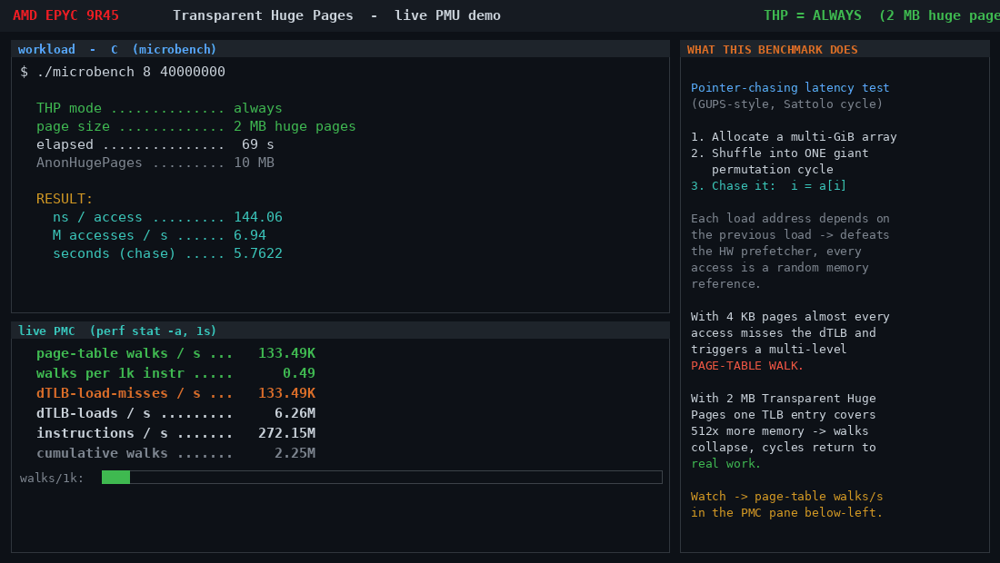 AMD EPYC 9R45 Transparent Huge Pages - live PMU demo THP = ALWAYS (2 MB huge page
workload - C (microbench)
$ ./microbench 8 40000000
THP mode .............. always
page size ............. 2 MB huge pages
elapsed ............... 69 s
AnonHugePages ......... 10 MB
RESULT:
ns / access ......... 144.06
M accesses / s ...... 6.94
seconds (chase) ..... 5.7622
live PMC (perf stat -a, 1s)
page-table walks / s ... 133.49K
walks per 1k instr ..... 0.49
dTLB-load-misses / s ... 133.49K
dTLB-loads / s ......... 6.26M
instructions / s ....... 272.15M
cumulative walks ....... 2.25M
walks/1k:
WHAT THIS BENCHMARK DOES
Pointer-chasing latency test
(GUPS-style, Sattolo cycle)
1. Allocate a multi-GiB array
2. Shuffle into ONE giant
permutation cycle
3. Chase it: i = a[i]
Each load address depends on
the previous load -> defeats
the HW prefetcher, every
access is a random memory
reference.
With 4 KB pages almost every
access misses the dTLB and
triggers a multi-level
PAGE-TABLE WALK.
With 2 MB Transparent Huge
Pages one TLB entry covers
512x more memory -> walks
collapse, cycles return to
real work.
Watch -> page-table walks/s
in the PMC pane below-left.